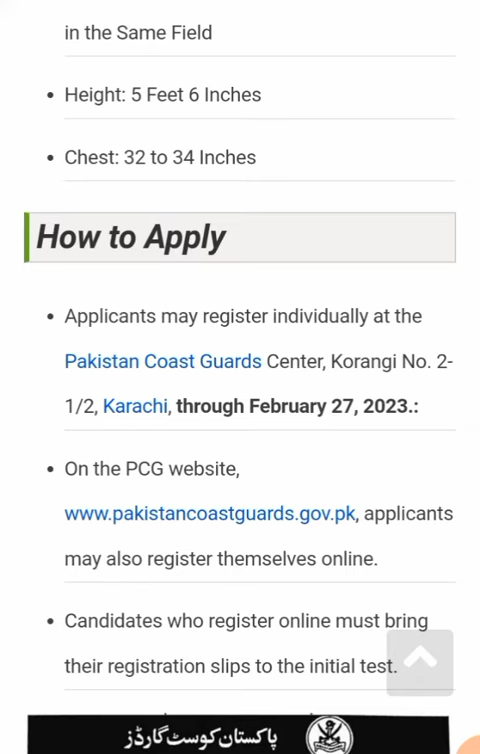 in the Same Field
Height: 5 Feet 6 Inches
Chest: 32 to 34 Inches
How to Apply
Applicants may register individually at the
Pakistan Coast Guards Center, Korangi No. 2-
1/2, Karachi, through February 27, 2023.:
On the PCG website,
www.pakistancoastguards.gov.pk, applicants
may also register themselves online.
Candidates who register online must bring
their registration slips to the initial test.
پاکستان کوسٹ گارڈز